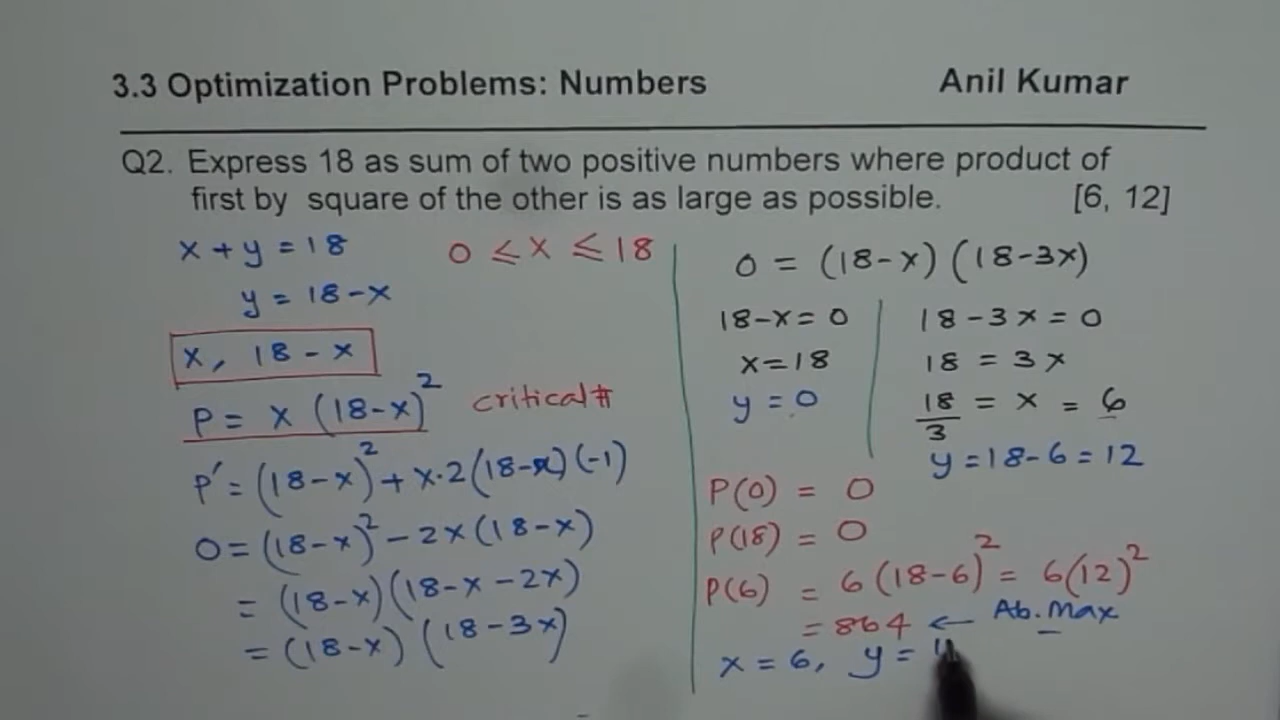 3.3 Optimization Problems: Numbers Anil Kumar
Q2. Express 18 as sum of two positive numbers where product of
first by square of the other is as large as possible. [6, 12]
x + y = 18 0 ≤ x ≤ 18
y = 18 - x
x, 18 - x
P = x (18-x)² critical #
P' = (18-x)² + x·2(18-x)(-1)
0 = (18-x)² - 2x(18-x)
= (18-x)(18-x-2x)
= (18-x) (18-3x)
0 = (18-x) (18-3x)
18-x = 0
x = 18
y = 0
18 - 3x = 0
18 = 3x
18/3 = x = 6
y = 18 - 6 = 12
P(0) = 0
P(18) = 0
P(6) = 6(18-6)² = 6(12)²
= 864 ← Ab. Max
x = 6, y =